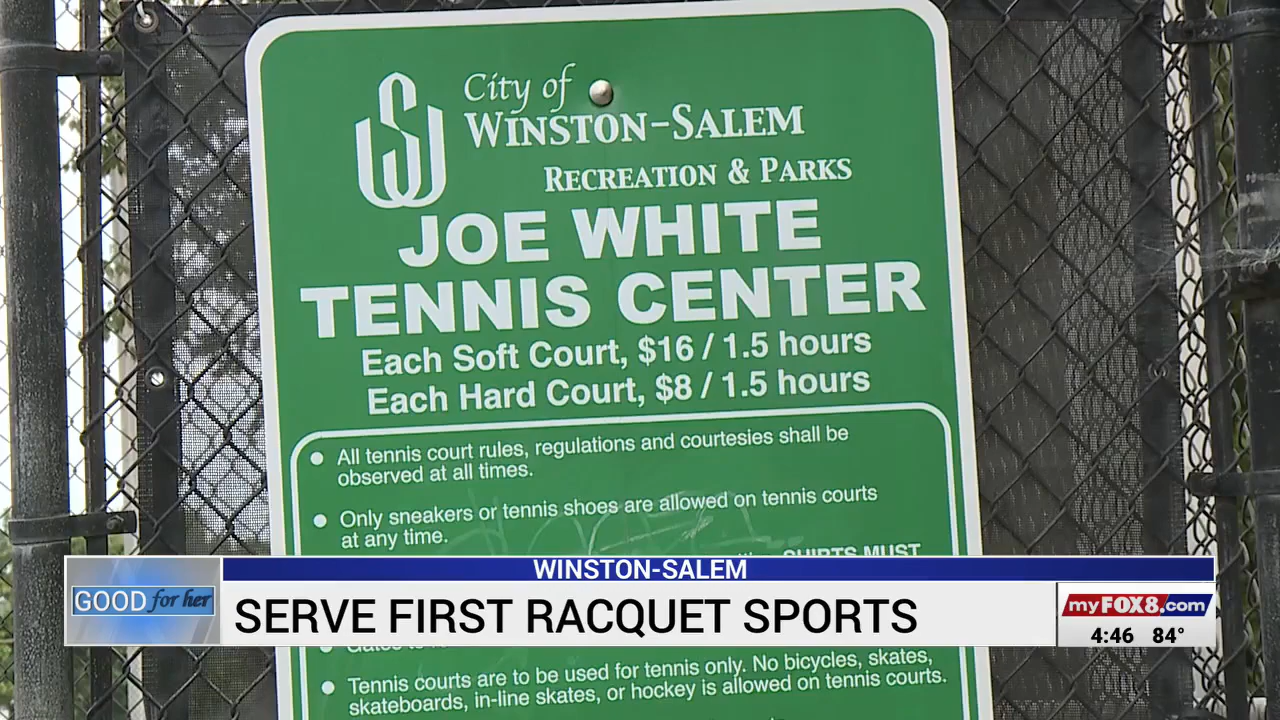 City of
WINSTON-SALEM
RECREATION & PARKS
JOE WHITE
TENNIS CENTER
Each Soft Court, $16 / 1.5 hours
Each Hard Court, $8 / 1.5 hours
All tennis court rules, regulations and courtesies shall be
observed at all times.
Only sneakers or tennis shoes are allowed on tennis courts
at any time.
SHIRTS MUST
WINSTON-SALEM
GOOD for her
SERVE FIRST RACQUET SPORTS
myFOX8.com
4:46 84°
Tennis courts are to be used for tennis only. No bicycles, skates,
skateboards, in-line skates, or hockey is allowed on tennis courts.